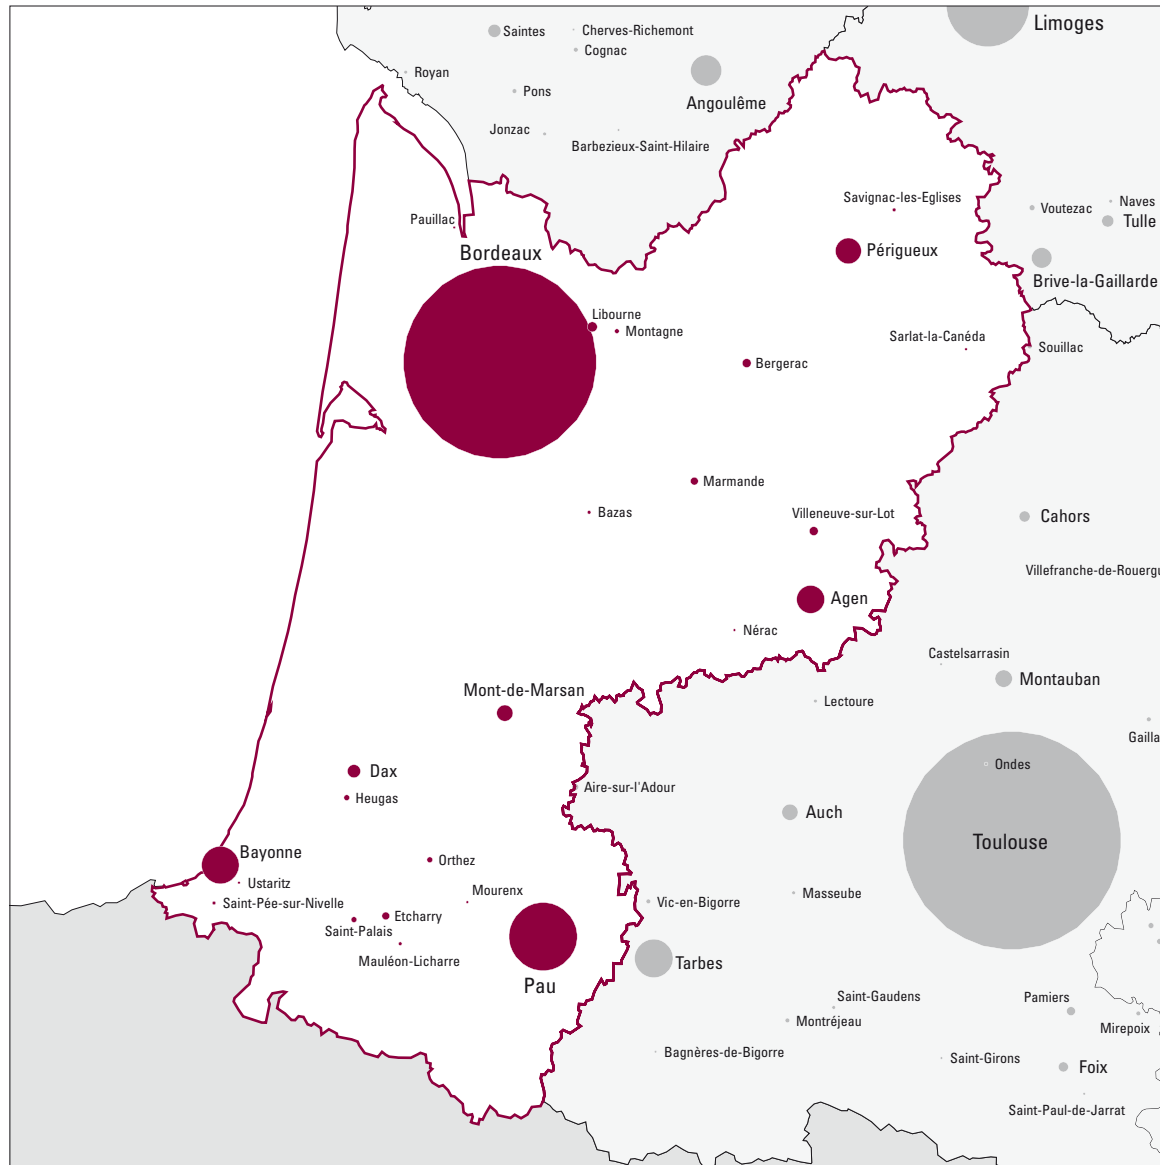 Limoges
Saintes
Cherves-Richemont
Cognac
Royan
Pons
Angoulême
Jonzac
Barbezieux-Saint-Hilaire
Savignac-les-Eglises
Voutezac
Naves
Tulle
Pauillac
Bordeaux
Périgueux
Brive-la-Gaillarde
Libourne
Montagne
Sarlat-la-Canéda
Souillac
Bergerac
Marmande
Bazas
Villeneuve-sur-Lot
Cahors
Villefranche-de-Rouergu
Agen
Nérac
Castelsarrasin
Montauban
Mont-de-Marsan
Lectoure
Gailla
Dax
Ondes
Heugas
Aire-sur-l'Adour
Auch
Toulouse
Bayonne
Orthez
Ustaritz
Mourenx
Masseube
Saint-Pée-sur-Nivelle
Vic-en-Bigorre
Etcharry
Saint-Palais
Mauléon-Licharre
Tarbes
Pau
Saint-Gaudens
Pamiers
Montréjeau
Mirepoix
Bagnères-de-Bigorre
Saint-Girons
Foix
Saint-Paul-de-Jarrat